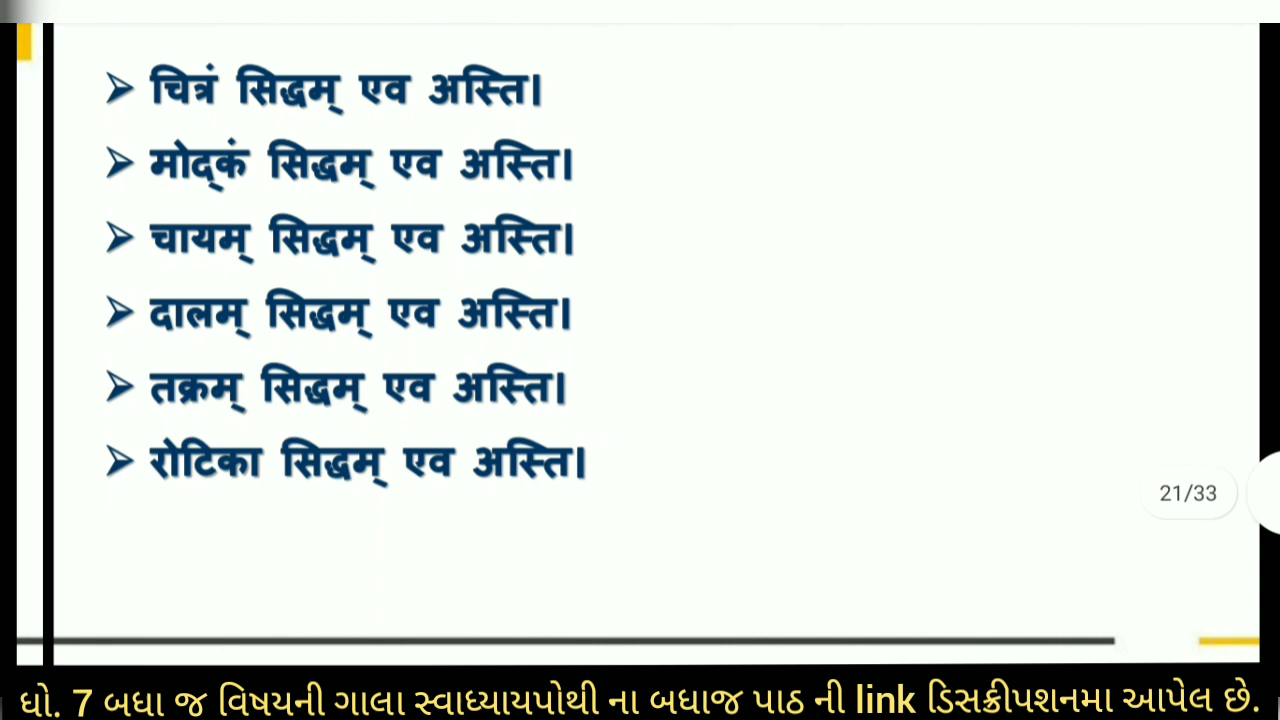 चित्रं सिद्धम् एव अस्ति।
मोद्कं सिद्धम् एव अस्ति।
चायम् सिद्धम् एव अस्ति।
दालम् सिद्धम् एव अस्ति।
तक्रम् सिद्धम् एव अस्ति।
रोटिका सिद्धम् एव अस्ति।
21/33
ધો. 7 બધા જ વિષયની ગાલા સ્વાધ્યાયપોથી ના બધાજ પાઠ ની link ડિસક્રીપશનમા આપેલ છે.